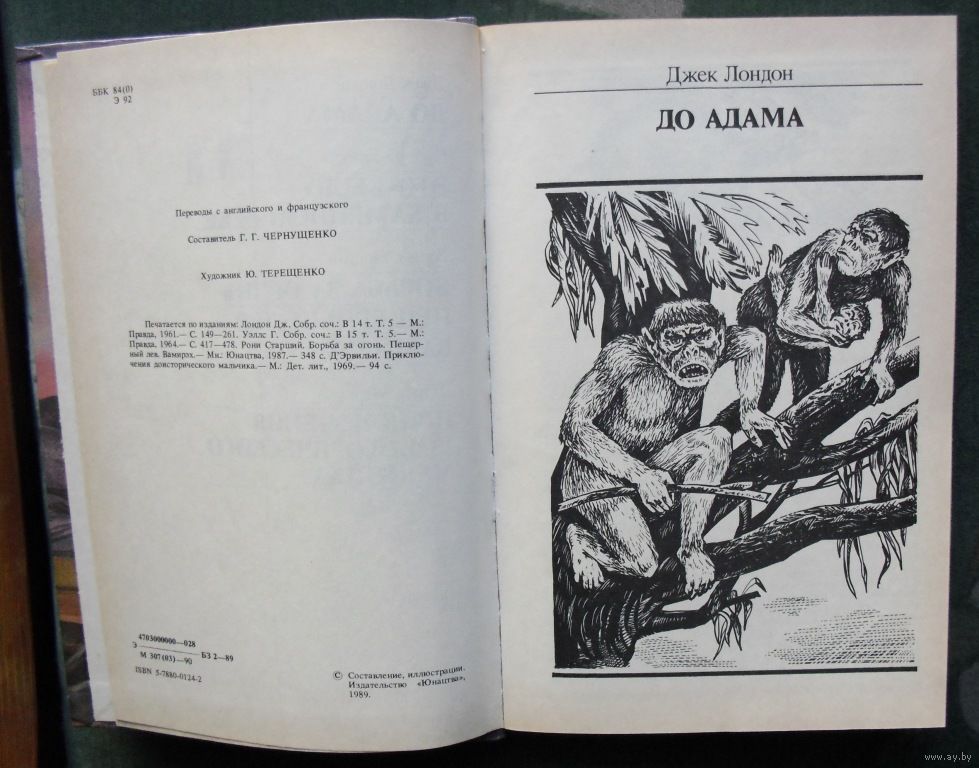 ББК 84(0)
Э 92
Переводы с английского и французского
Составитель Г. Г. ЧЕРНУЩЕНКО
Художник Ю. ТЕРЕЩЕНКО
Печатается по изданиям: Лондон Дж. Собр. соч.: В 14 т. Т. 5 — М.:
Правда, 1961.— С. 149—261. Уэллс Г. Собр. соч.: В 15 т. Т. 5.— М.:
Правда, 1964.— С. 417—478. Рони Старший. Борьба за огонь. Пещер-
ный лев. Вамирэх.— Мн.: Юнацтва, 1987.— 348 с. Д'Эрвильи. Приклю-
чения доисторического мальчика.— М.: Дет. лит., 1969.— 94 с.
Э 4703000000—028
М 307(03)—90 БЗ 2—89
ISBN 5-7880-0124-2
© Составление, иллюстрации.
Издательство «Юнацтва»,
1989.
Джек Лондон
ДО АДАМА
www.ay.by